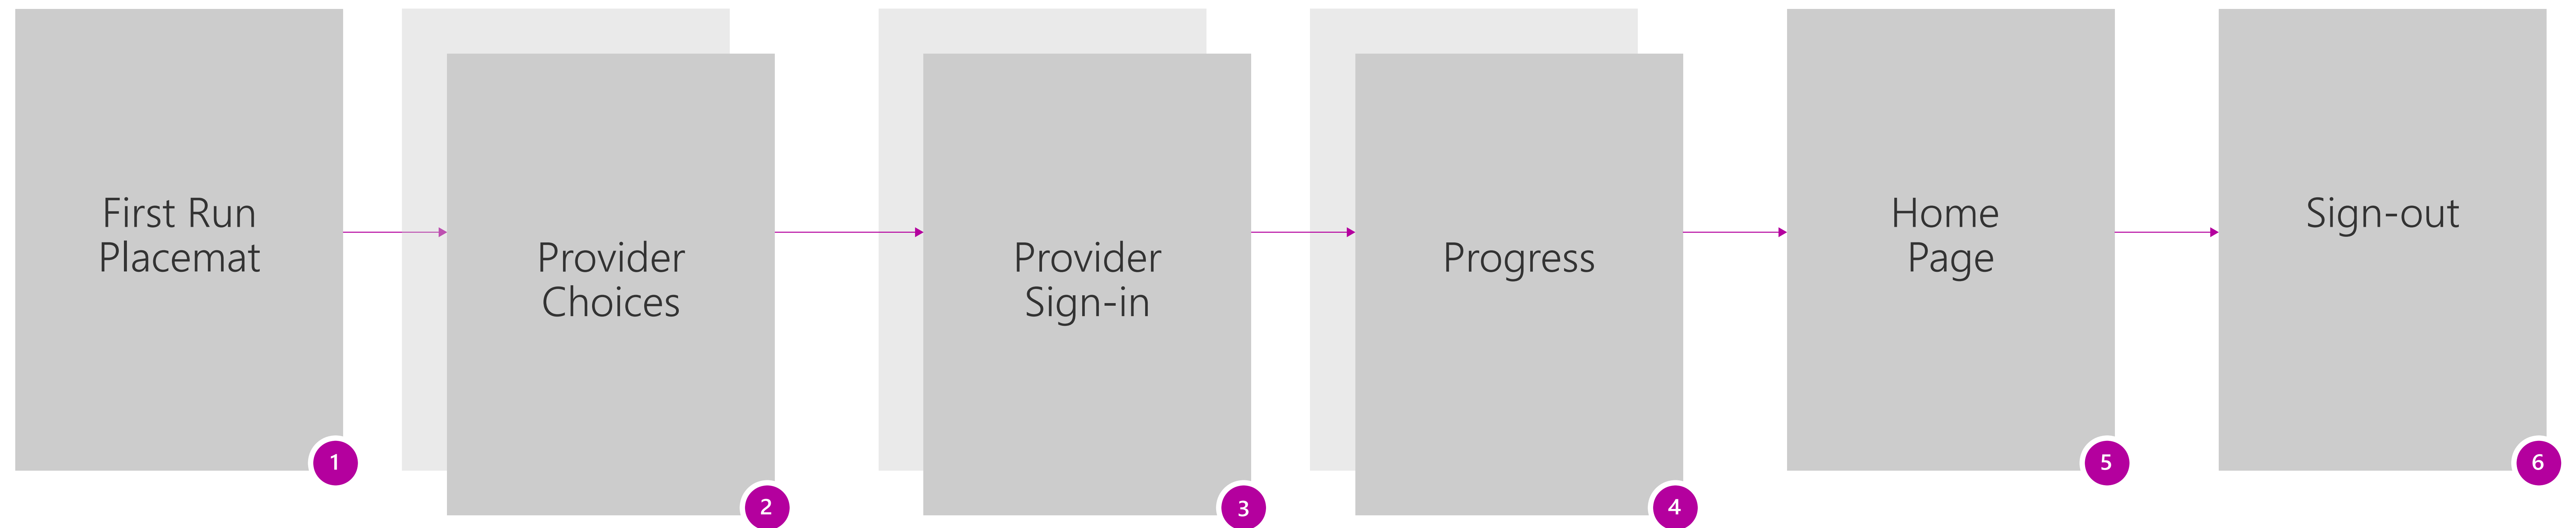 First Run
Placemat
1
Provider
Choices
2
Provider
Sign-in
3
Progress
4
Home
Page
5
Sign-out
6